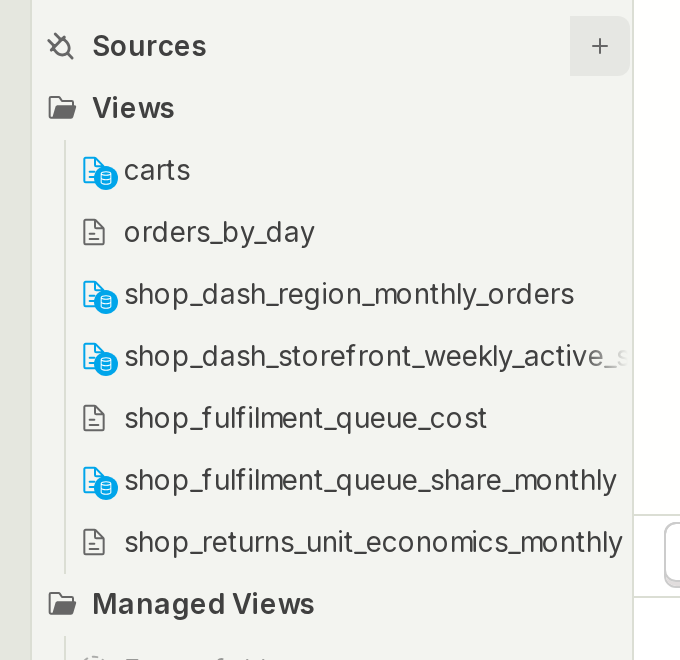 Sources
Views
carts
orders_by_day
shop_dash_region_monthly_orders
shop_dash_storefront_weekly_active_s
shop_fulfilment_queue_cost
shop_fulfilment_queue_share_monthly
shop_returns_unit_economics_monthly
Managed Views